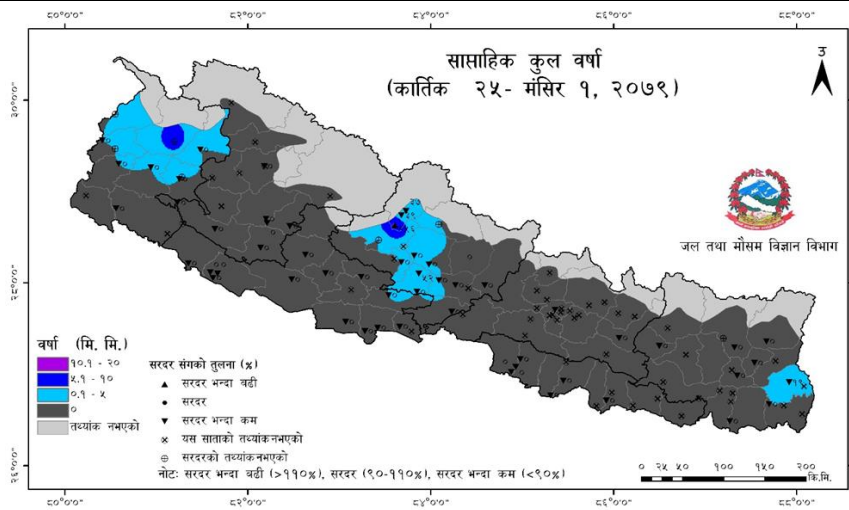 ८०°०'०" ८२°०'०" ८४°०'०" ८६°०'०" ८८°०'०"
साप्ताहिक कुल वर्षा
(कार्तिक २५- मंसिर १, २०७९)
उ
३०°०'०"
जल तथा मौसम विज्ञान विभाग
२८°०'०"
वर्षा (मि. मि.)
१०.१ - २०
५.१ - १०
०.१ - ५
०
तथ्यांक नभएको
सरदर संगको तुलना (%)
सरदर भन्दा बढी
सरदर
सरदर भन्दा कम
यस साताको तथ्यांकनभएको
सरदरको तथ्यांकनभएको
नोटः सरदर भन्दा बढी (>११०%), सरदर (९०-११०%), सरदर भन्दा कम (<९०%)
० २५ ५० १०० १५० २००
कि.मि.
२६°०'०"
८०°०'०" ८२°०'०" ८४°०'०" ८६°०'०" ८८°०'०"